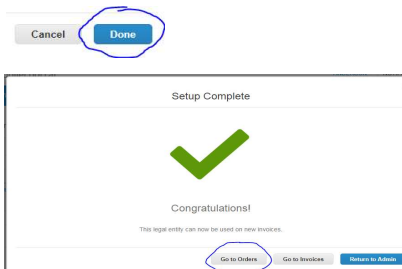 Cancel Done
Setup Complete
Congratulations!
This legal entity can now be used on new invoices.
Go to Orders Go to Invoices Return to Admin